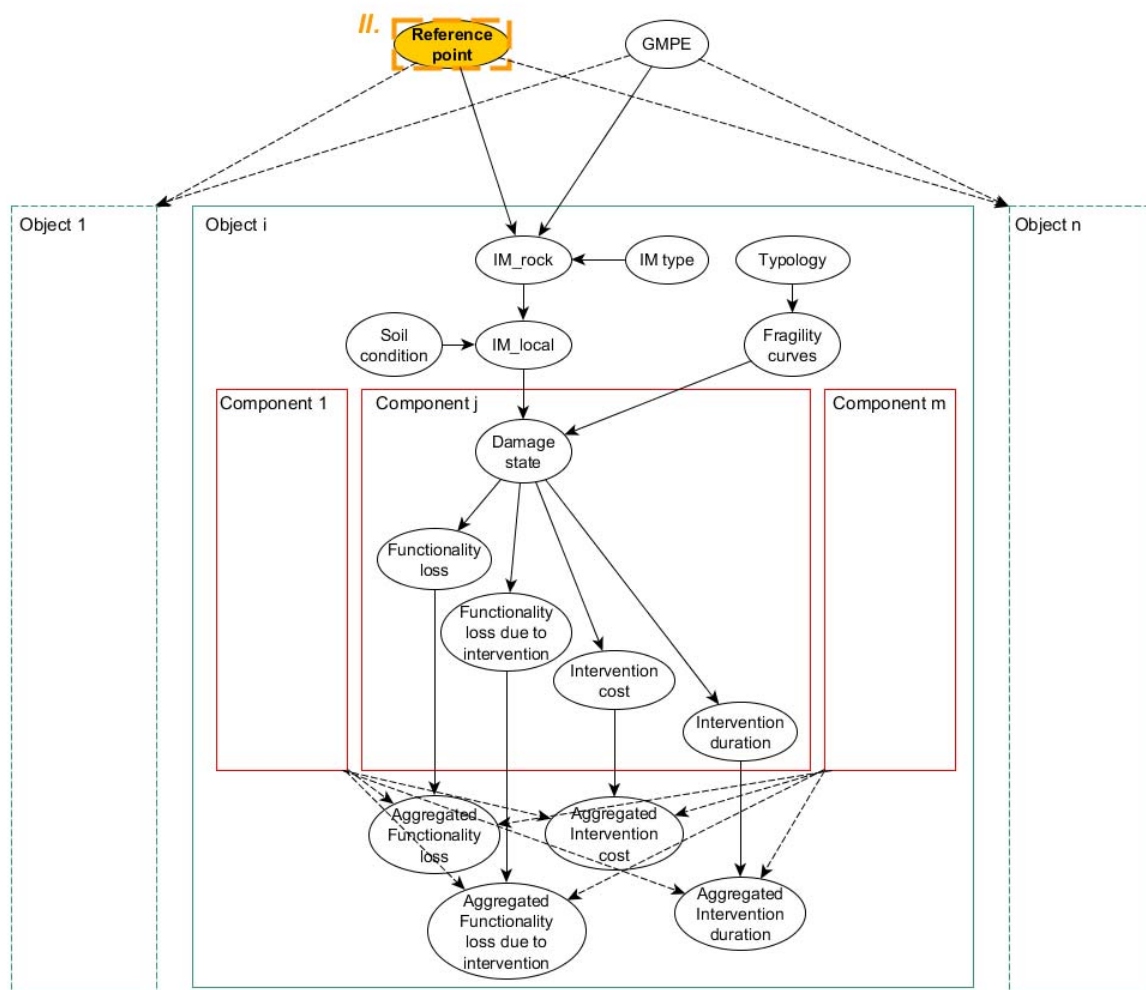 II.
Reference
point
GMPE
Object 1
Object i
Object n
IM_rock
IM type
Typology
Soil
condition
IM_local
Fragility
curves
Component 1
Component j
Component m
Damage
state
Functionality
loss
Functionality
loss due to
intervention
Intervention
cost
Intervention
duration
Aggregated
Functionality
loss
Aggregated
Intervention
cost
Aggregated
Functionality
loss due to
intervention
Aggregated
Intervention
duration